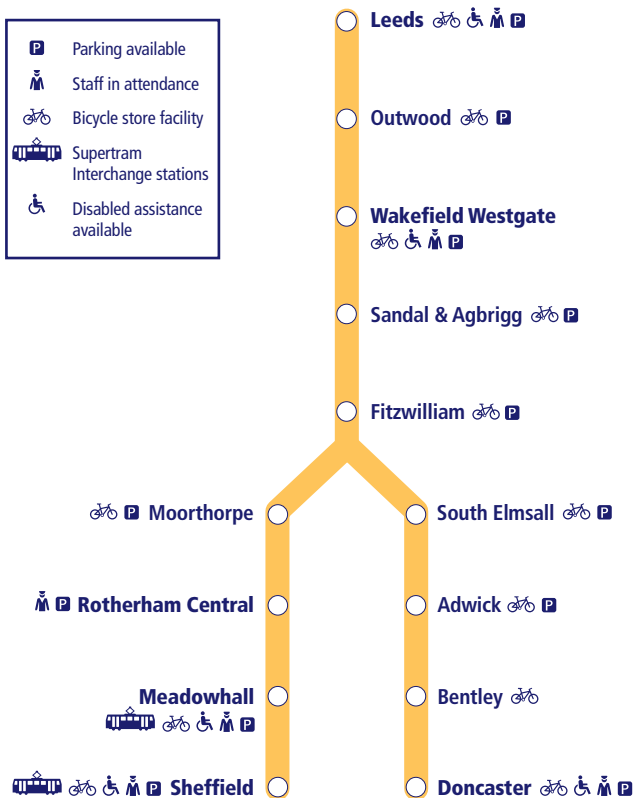 P Parking available
Staff in attendance
Bicycle store facility
Supertram
Interchange stations
Disabled assistance
available
Leeds P
Outwood P
Wakefield Westgate
P
Sandal & Agbrigg P
Fitzwilliam P
P Moorthorpe
South Elmsall P
P Rotherham Central
Adwick P
Meadowhall
P
Bentley
P Sheffield
Doncaster P